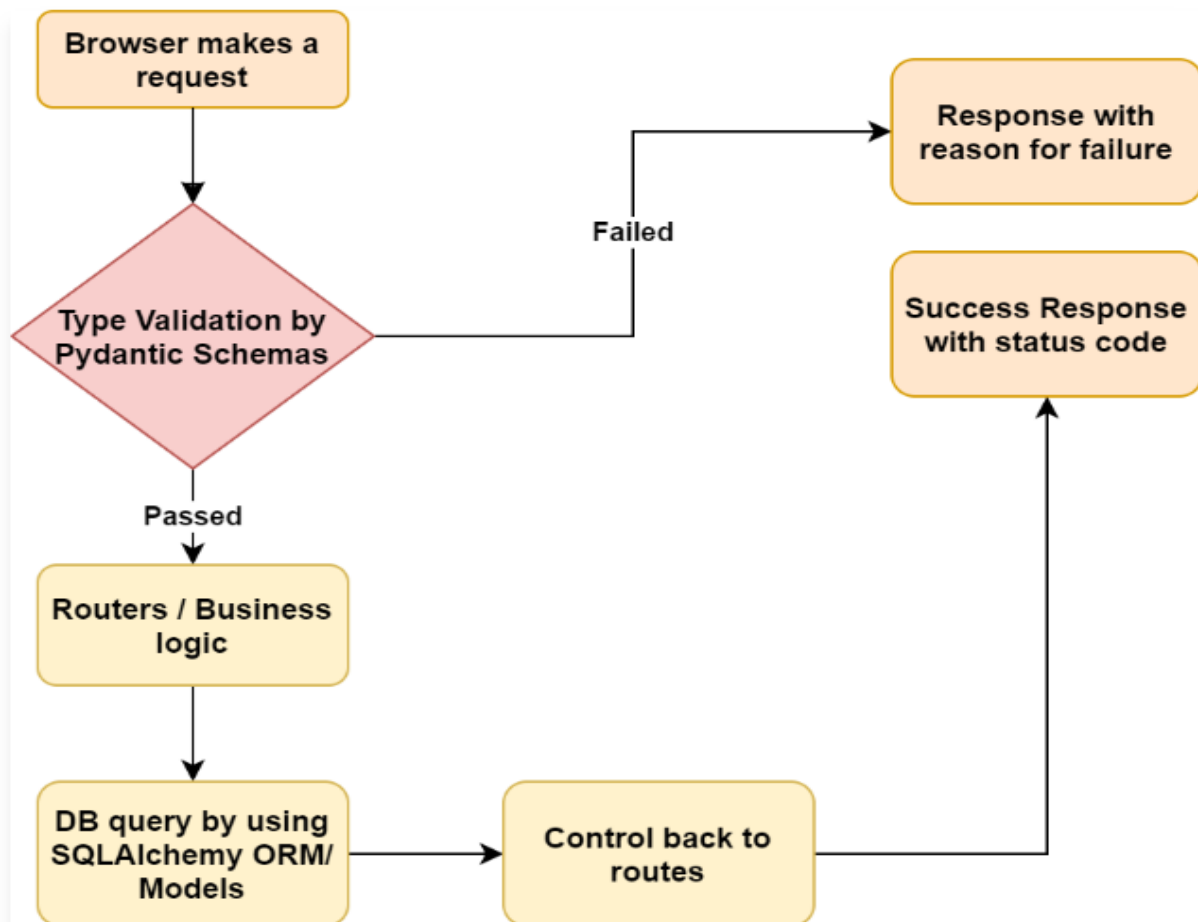 Browser makes a
request
Response with
reason for failure
Failed
Success Response
with status code
Type Validation by
Pydantic Schemas
Passed
Routers / Business
logic
DB query by using
SQLAlchemy ORM/
Models
Control back to
routes